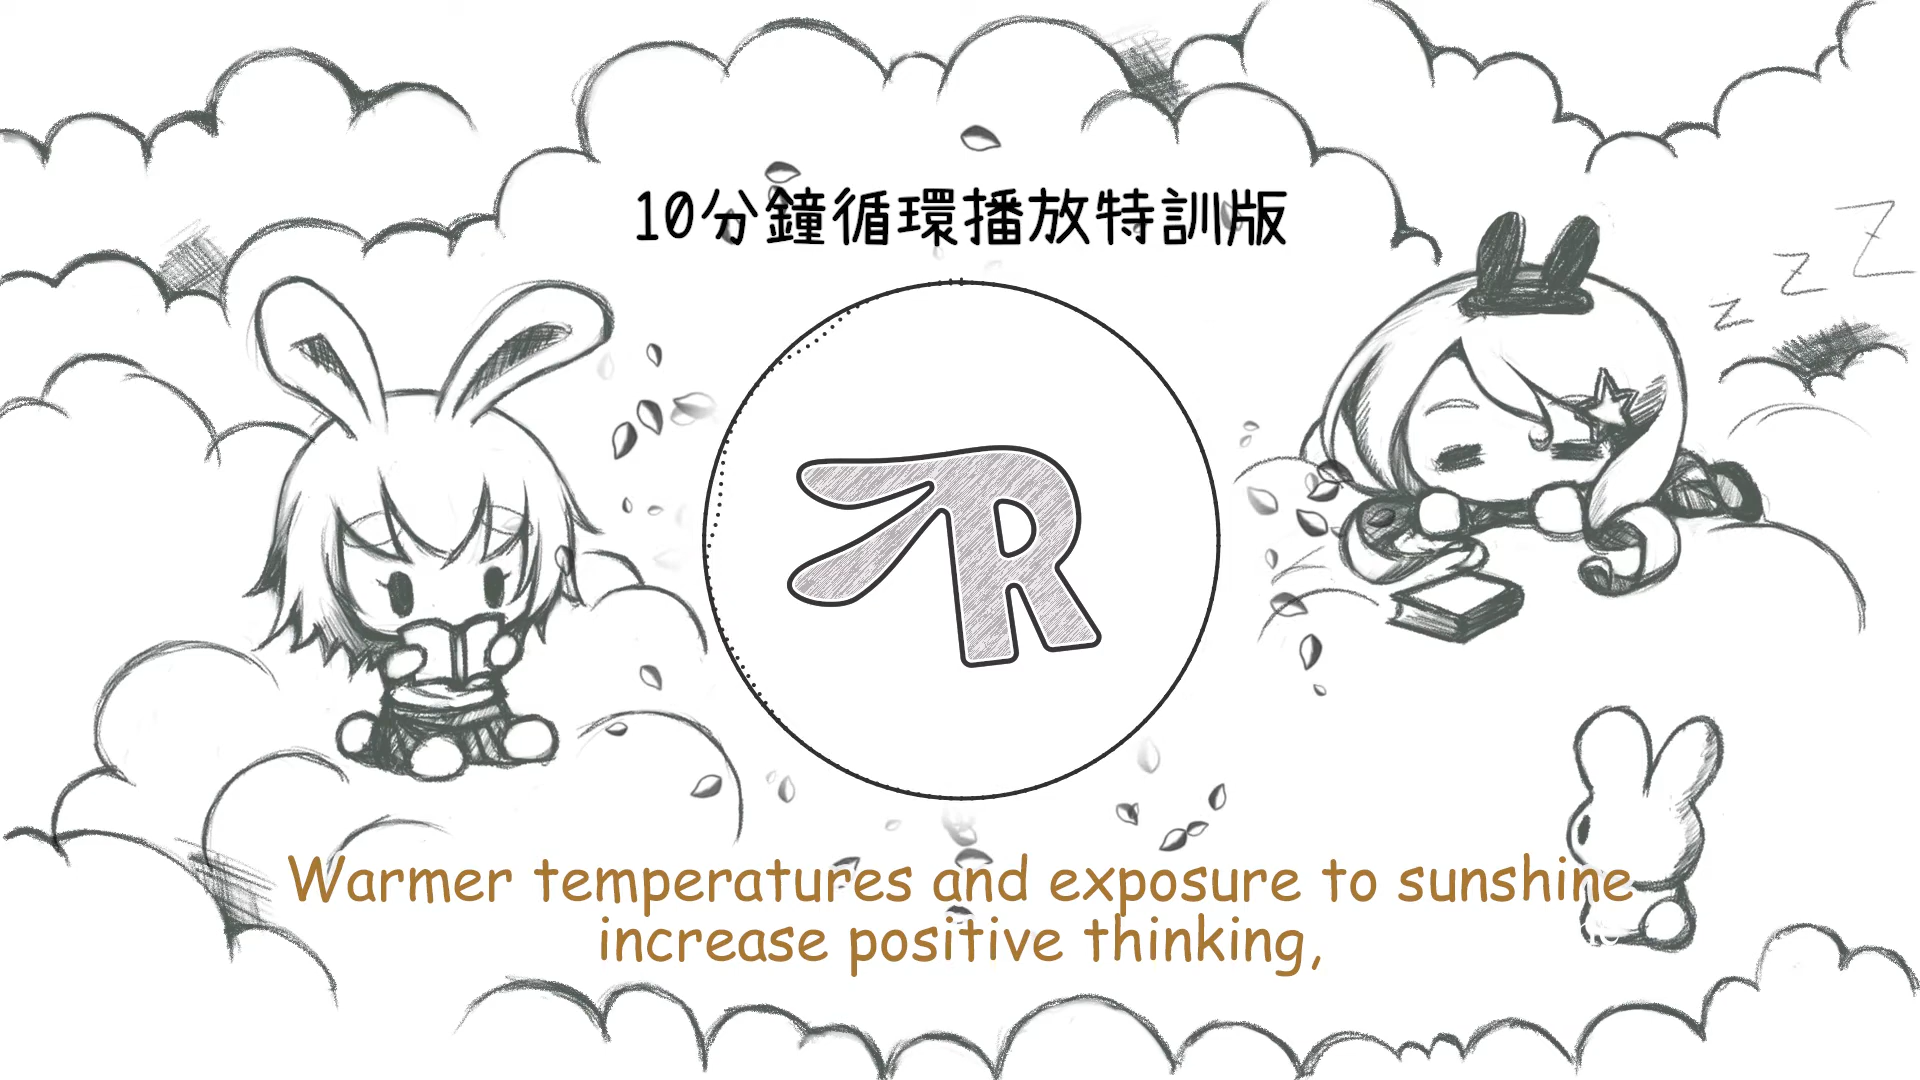 10分鐘循環播放特訓版
z z z
R
Warmer temperatures and exposure to sunshine
increase positive thinking,